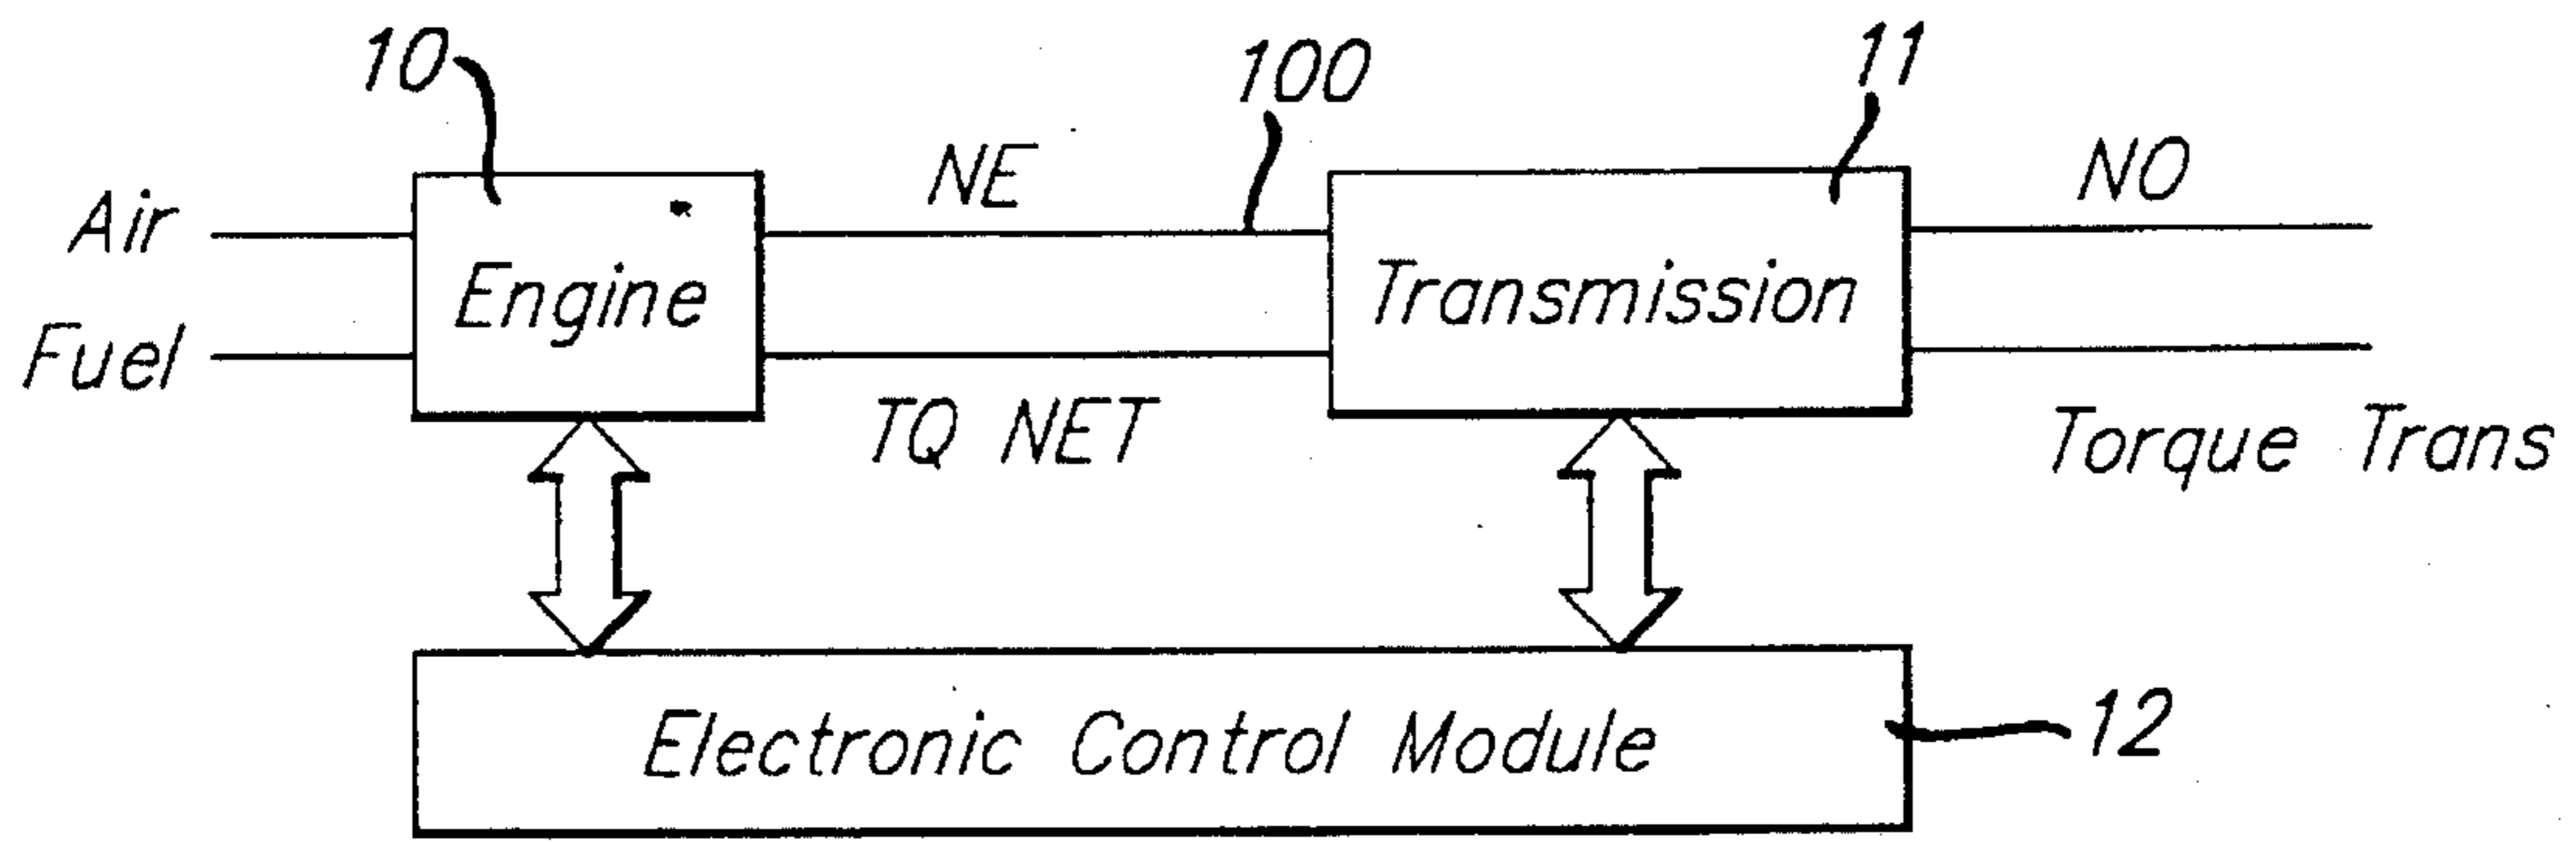 10
100
11
Air
NE
NO
Engine
Transmission
Fuel
TQ NET
Torque Trans
Electronic Control Module
12